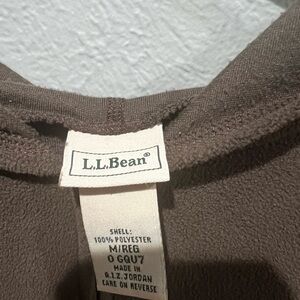 L.L.Bean®
SHELL:
100% POLYESTER
M/REG
0 GQU7
MADE IN
Q.I.Z. JORDAN
CARE ON REVERSE